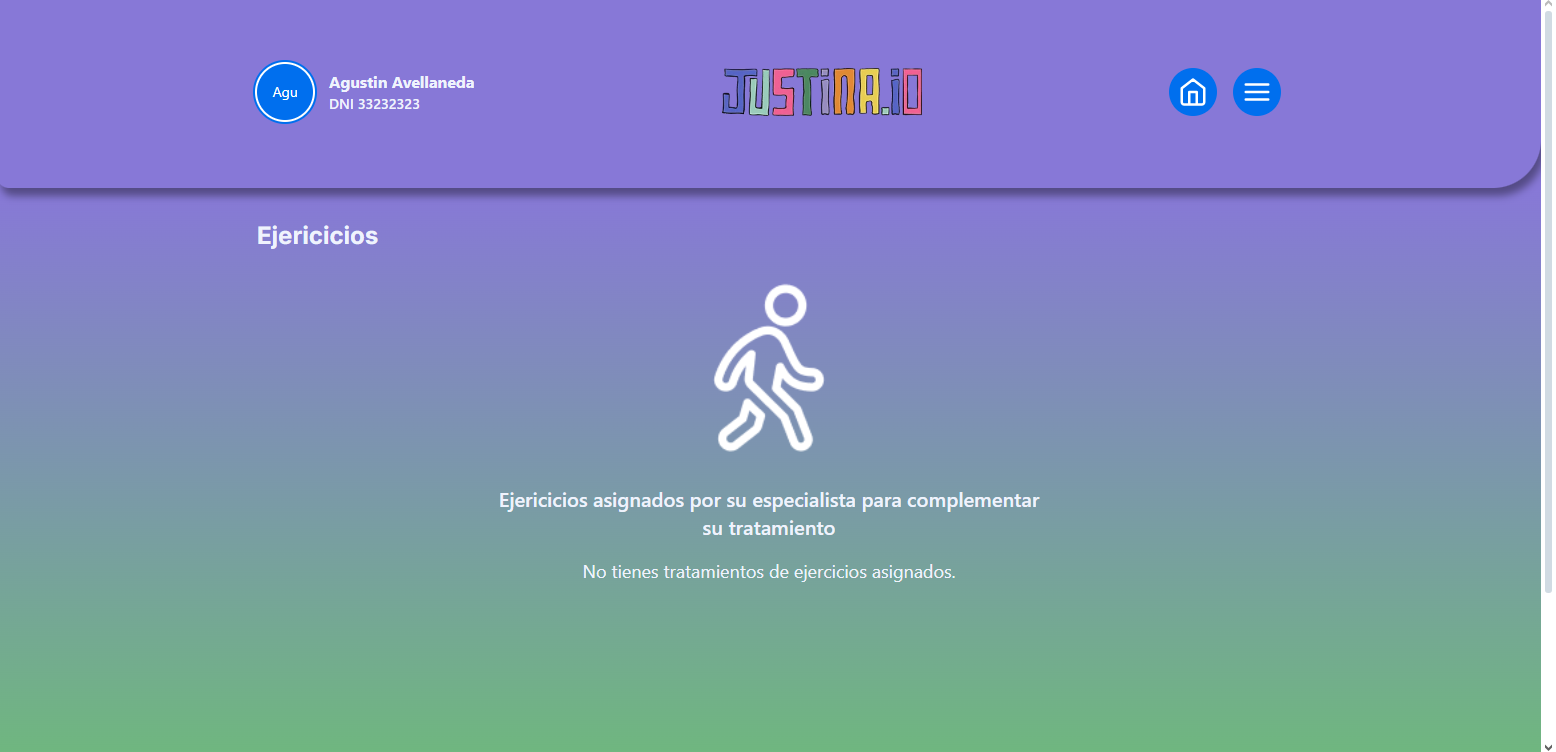 Agu
Agustin Avellaneda
DNI 33232323
JUSTINA.IO
Ejericicios
Ejericicios asignados por su especialista para complementar
su tratamiento
No tienes tratamientos de ejercicios asignados.